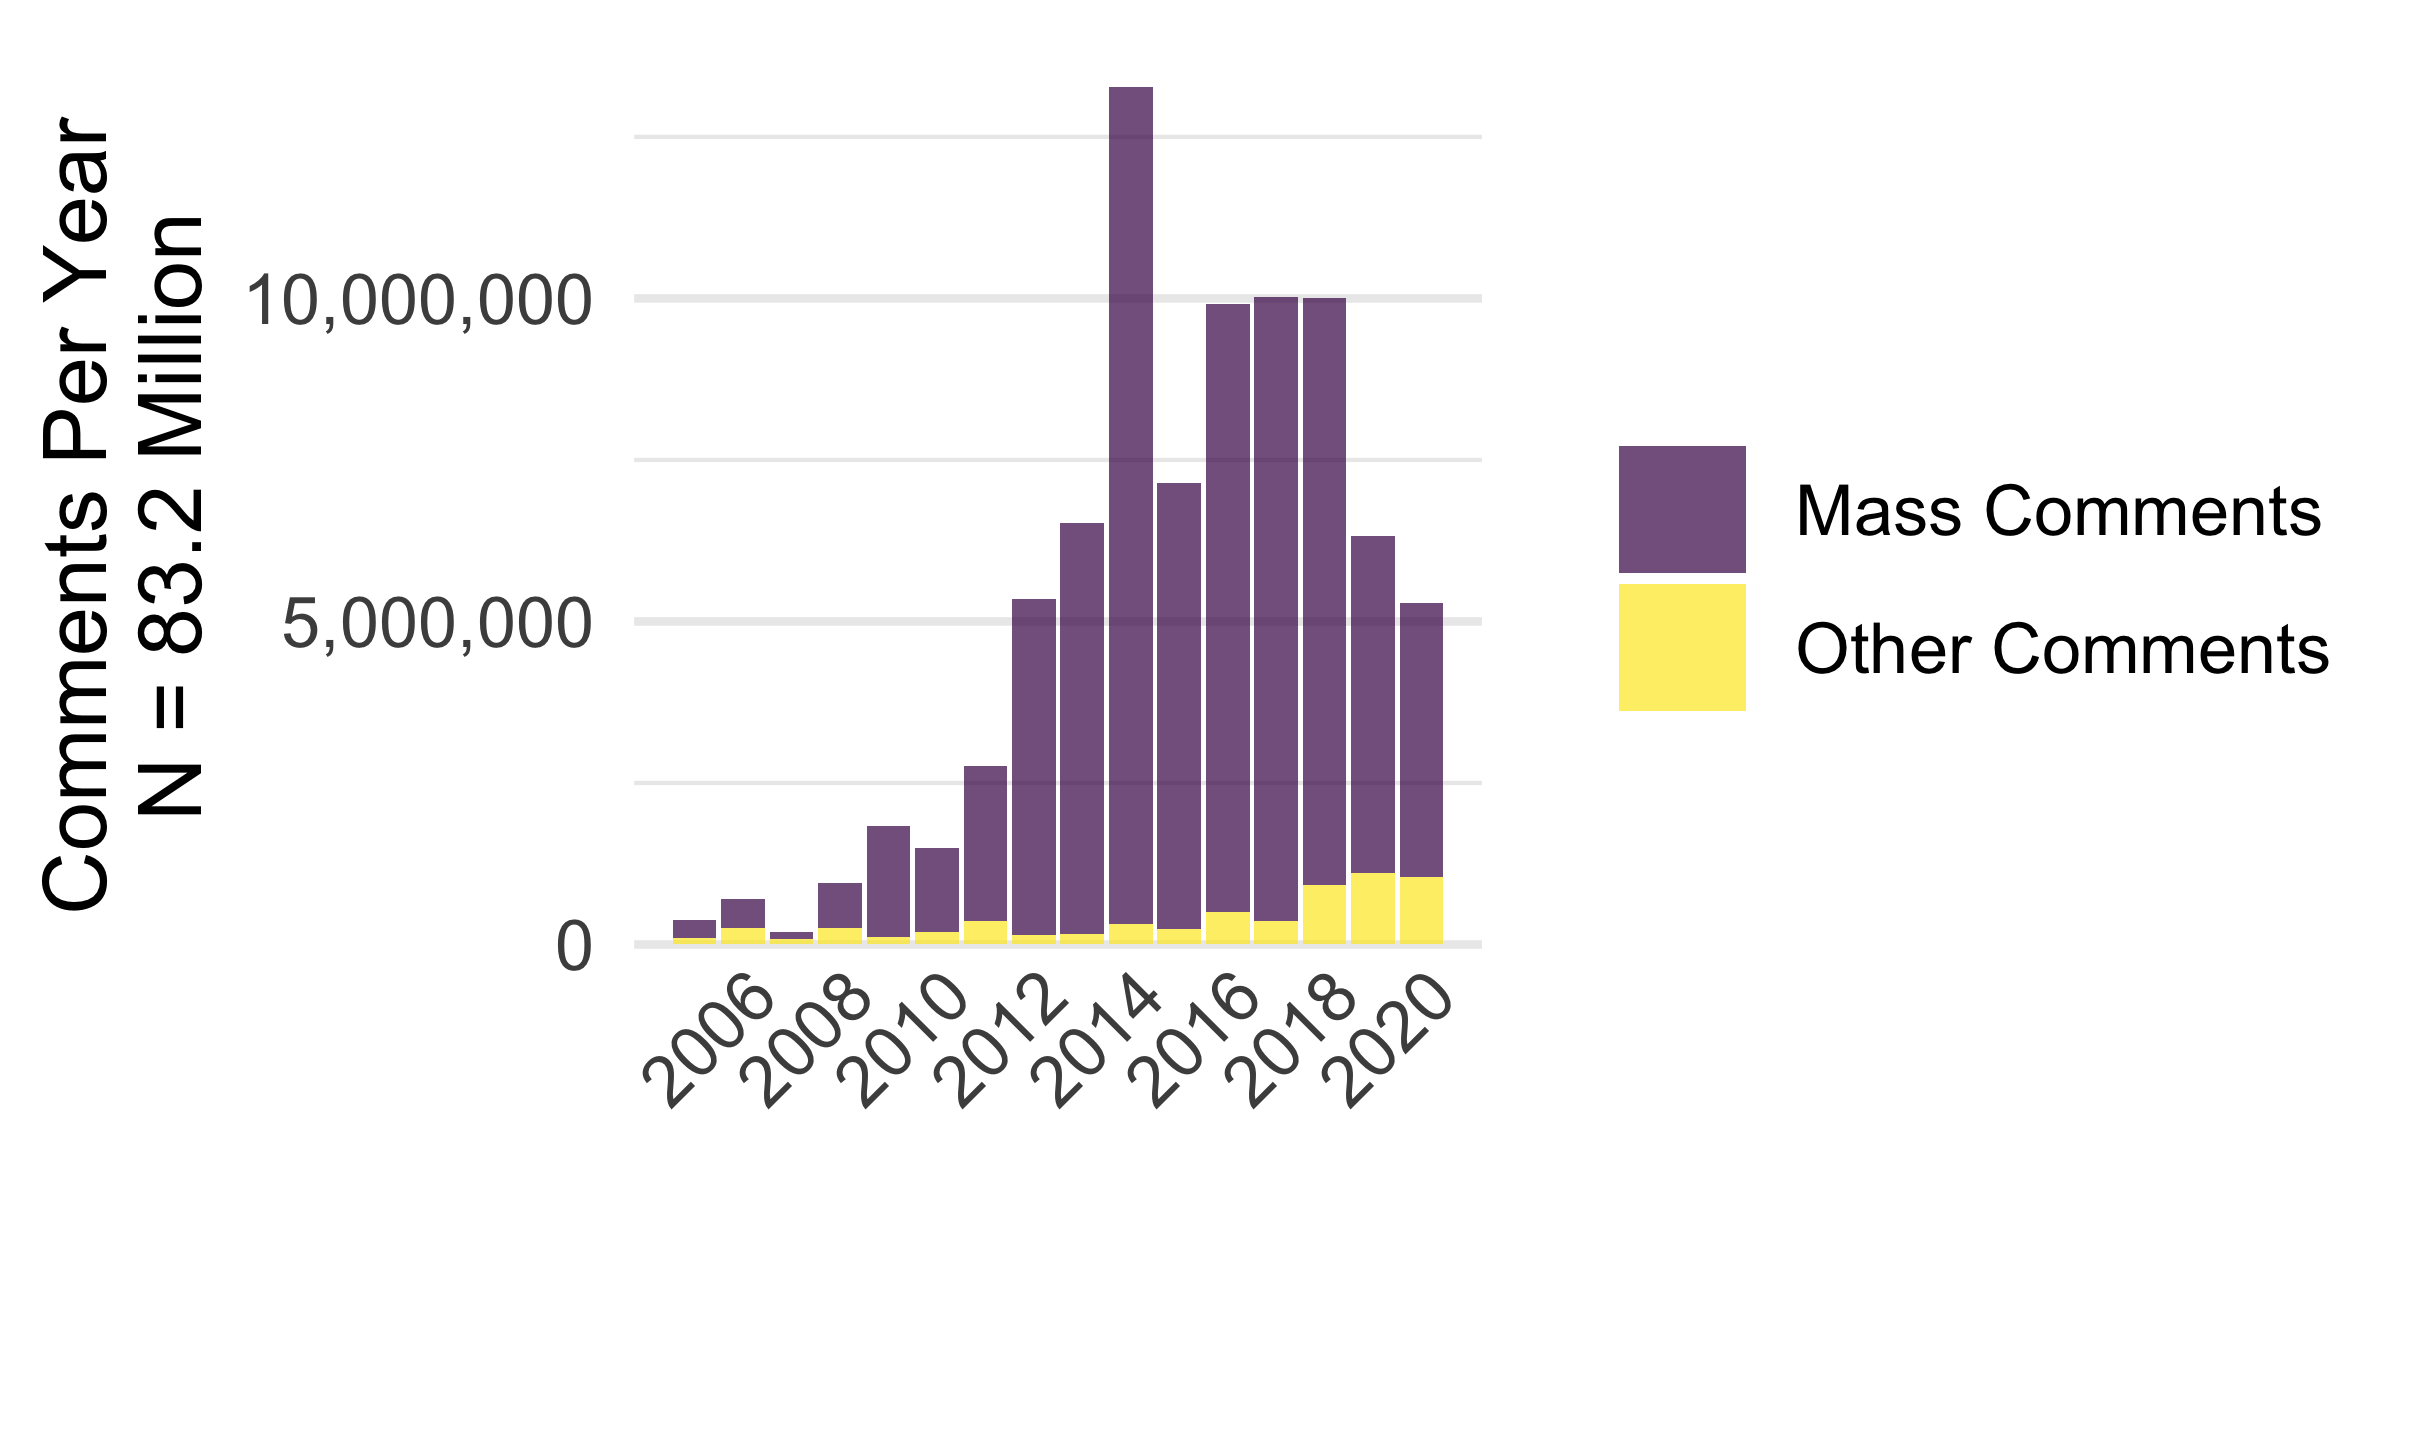 Comments Per Year
N = 83.2 Million
10,000,000
5,000,000
0
2006
2008
2010
2012
2014
2016
2018
2020
Mass Comments
Other Comments